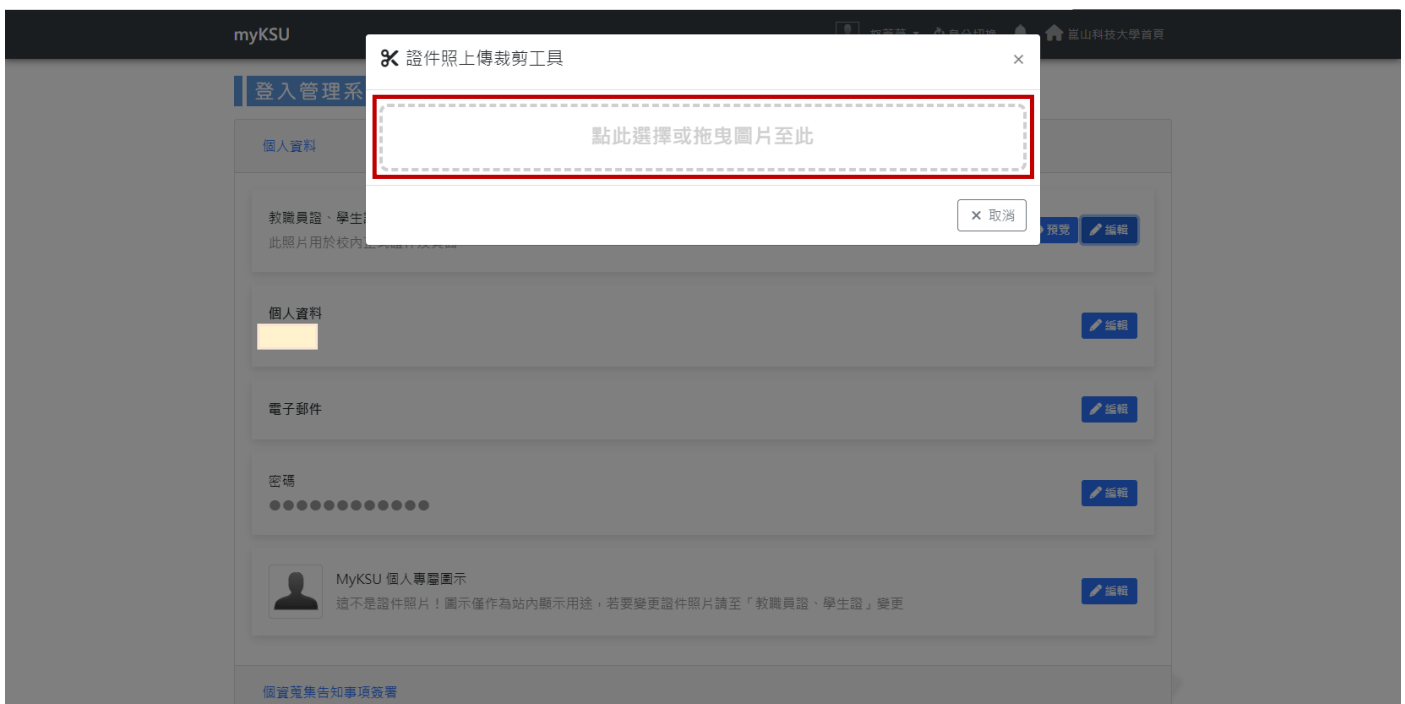 myKSU
崑山科技大學首頁
證件照上傳裁剪工具
×
登入管理系
點此選擇或拖曳圖片至此
個人資料
× 取消
教職員證、學生
此照片用於校內
預覽
編輯
個人資料
編輯
電子郵件
編輯
密碼
●●●●●●●●●●●●
編輯
MyKSU 個人專屬圖示
這不是證件照片！圖示僅作為站內顯示用途，若要變更證件照片請至「教職員證、學生證」變更
編輯
個資蒐集告知事項簽署